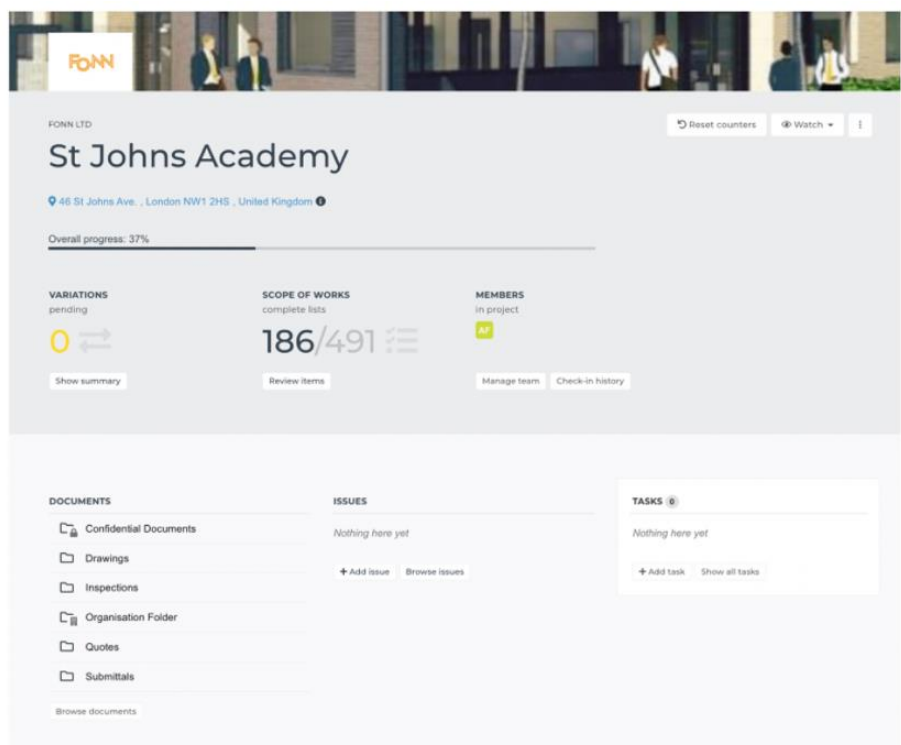 FONN
FONN LTD
Reset counters Watch
St Johns Academy
46 St Johns Ave. , London NW1 2HS , United Kingdom
Overall progress: 37%
VARIATIONS
pending
0
Show summary
SCOPE OF WORKS
complete lists
186/491
Review items
MEMBERS
in project
AF
Manage team Check-in history
DOCUMENTS
Confidential Documents
Drawings
Inspections
Organisation Folder
Quotes
Submittals
Browse documents
ISSUES
Nothing here yet
+ Add issue Browse issues
TASKS 0
Nothing here yet
+ Add task Show all tasks